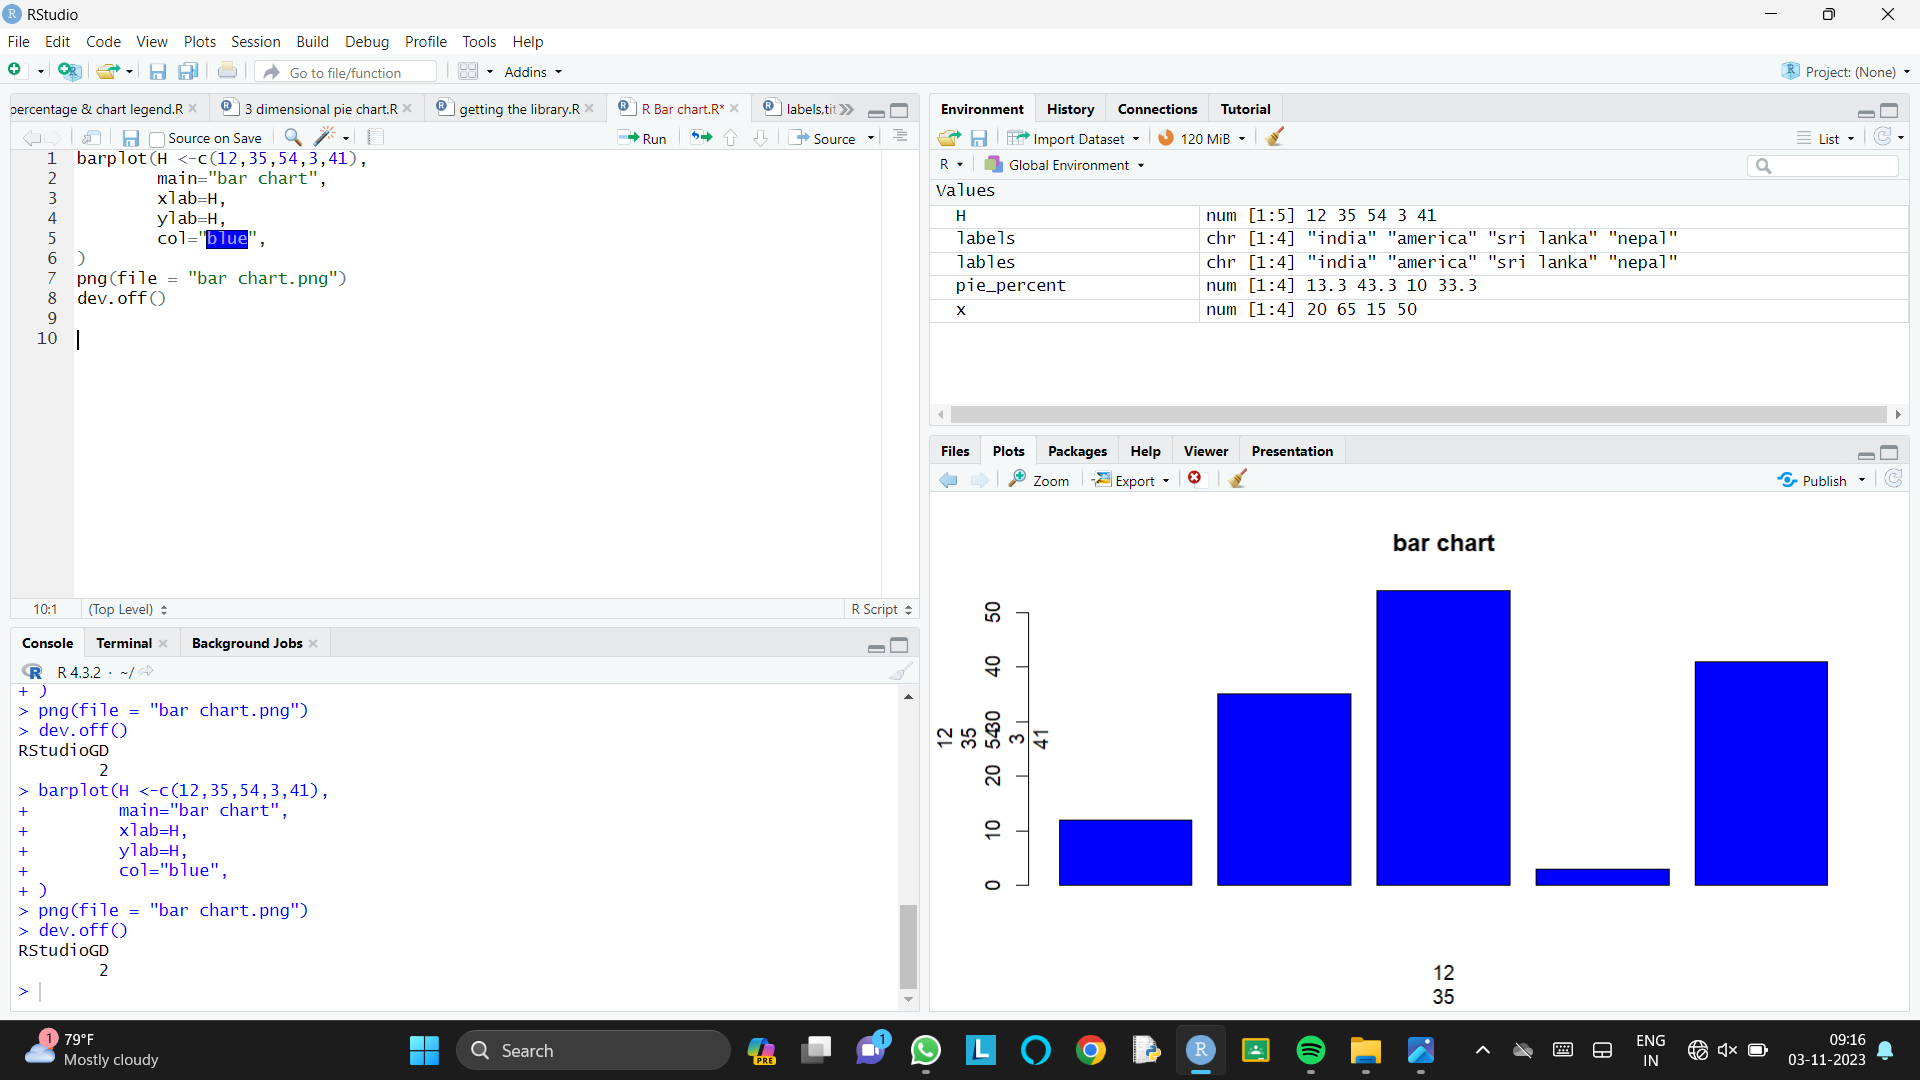 RStudio
File Edit Code View Plots Session Build Debug Profile Tools Help
Go to file/function Addins Project: (None)
percentage & chart legend.R 3 dimensional pie chart.R getting the library.R R Bar chart.R* labels,tit
Source on Save Run Source
1 barplot(H <-c(12,35,54,3,41),
2 main="bar chart",
3 xlab=H,
4 ylab=H,
5 col="blue",
6 )
7 png(file = "bar chart.png")
8 dev.off()
9
10
10:1 (Top Level) R Script
Console Terminal Background Jobs
R 4.3.2 · ~/
+ )
> png(file = "bar chart.png")
> dev.off()
RStudioGD
2
> barplot(H <-c(12,35,54,3,41),
+ main="bar chart",
+ xlab=H,
+ ylab=H,
+ col="blue",
+ )
> png(file = "bar chart.png")
> dev.off()
RStudioGD
2
>
Environment History Connections Tutorial
Import Dataset 120 MiB List
R Global Environment
Values
H num [1:5] 12 35 54 3 41
labels chr [1:4] "india" "america" "sri lanka" "nepal"
lables chr [1:4] "india" "america" "sri lanka" "nepal"
pie_percent num [1:4] 13.3 43.3 10 33.3
x num [1:4] 20 65 15 50
Files Plots Packages Help Viewer Presentation
Zoom Export Publish
bar chart
50
40
30
20
10
0
12
35
54
3
41
12
35
1 79°F
Mostly cloudy
Search
PRE
1
L
R
ENG
IN
09:16
03-11-2023